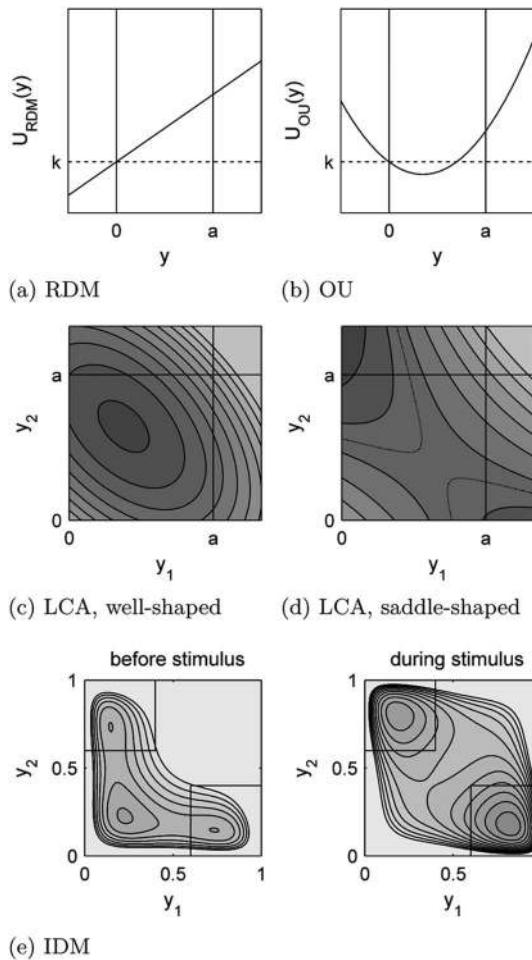 U_RDM(y)
k
0
a
y
(a) RDM
U_OU(y)
k
0
a
y
(b) OU
y_2
a
0
0
a
y_1
(c) LCA, well-shaped
y_2
a
0
0
a
y_1
(d) LCA, saddle-shaped
before stimulus
y_2
1
0.5
0
0
0.5
1
y_1
during stimulus
y_2
1
0.5
0
0
0.5
y_1
(e) IDM